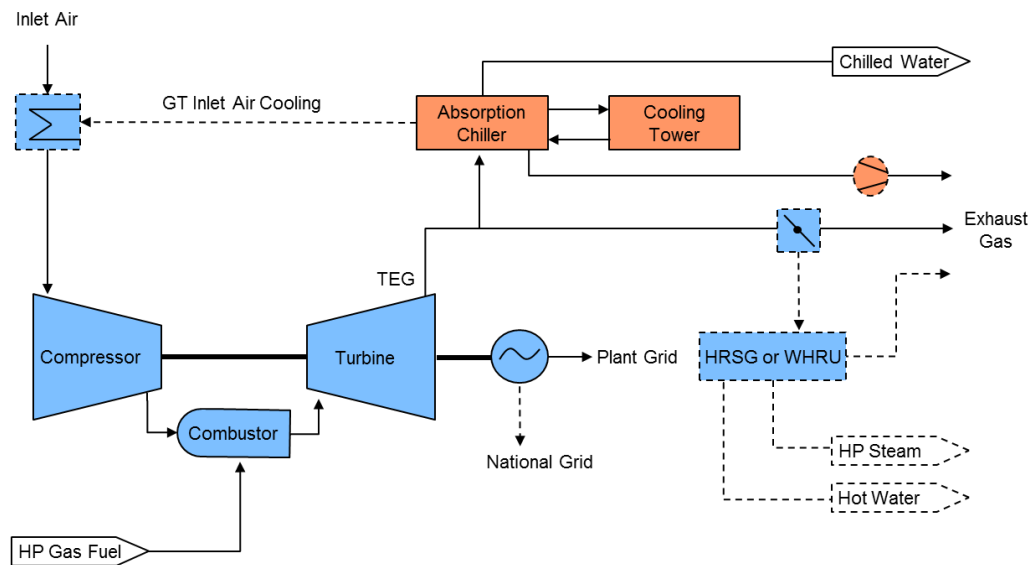 Inlet Air
Chilled Water
GT Inlet Air Cooling
Absorption
Chiller
Cooling
Tower
Exhaust
Gas
TEG
Compressor
Turbine
Plant Grid
HRSG or WHRU
Combustor
National Grid
HP Steam
Hot Water
HP Gas Fuel